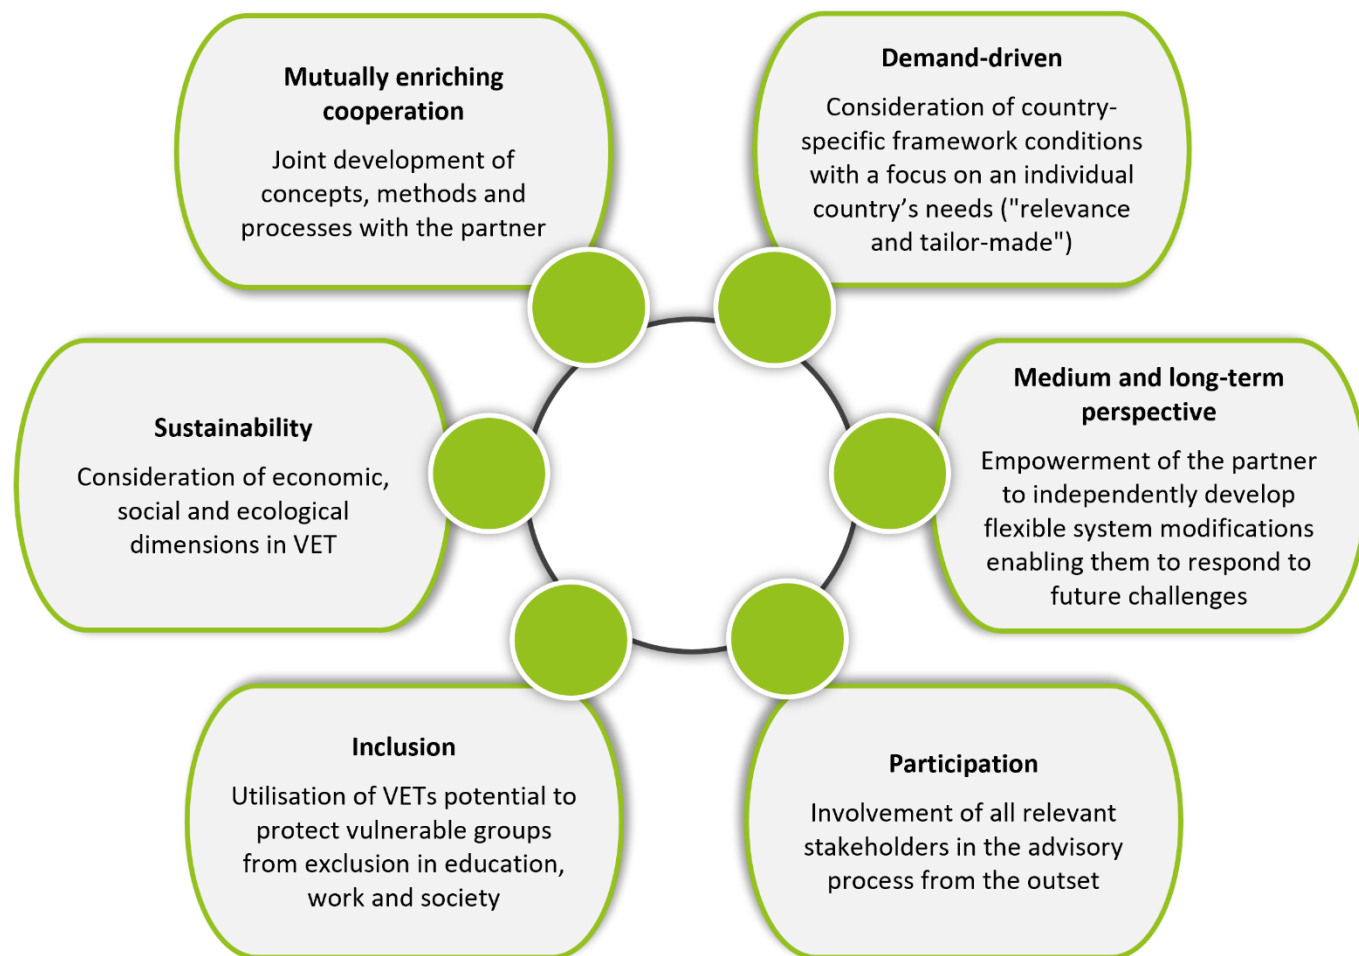 Mutually enriching
cooperation
Joint development of
concepts, methods and
processes with the partner
Demand-driven
Consideration of country-
specific framework conditions
with a focus on an individual
country’s needs ("relevance
and tailor-made")
Sustainability
Consideration of economic,
social and ecological
dimensions in VET
Medium and long-term
perspective
Empowerment of the partner
to independently develop
flexible system modifications
enabling them to respond to
future challenges
Inclusion
Utilisation of VETs potential to
protect vulnerable groups
from exclusion in education,
work and society
Participation
Involvement of all relevant
stakeholders in the advisory
process from the outset